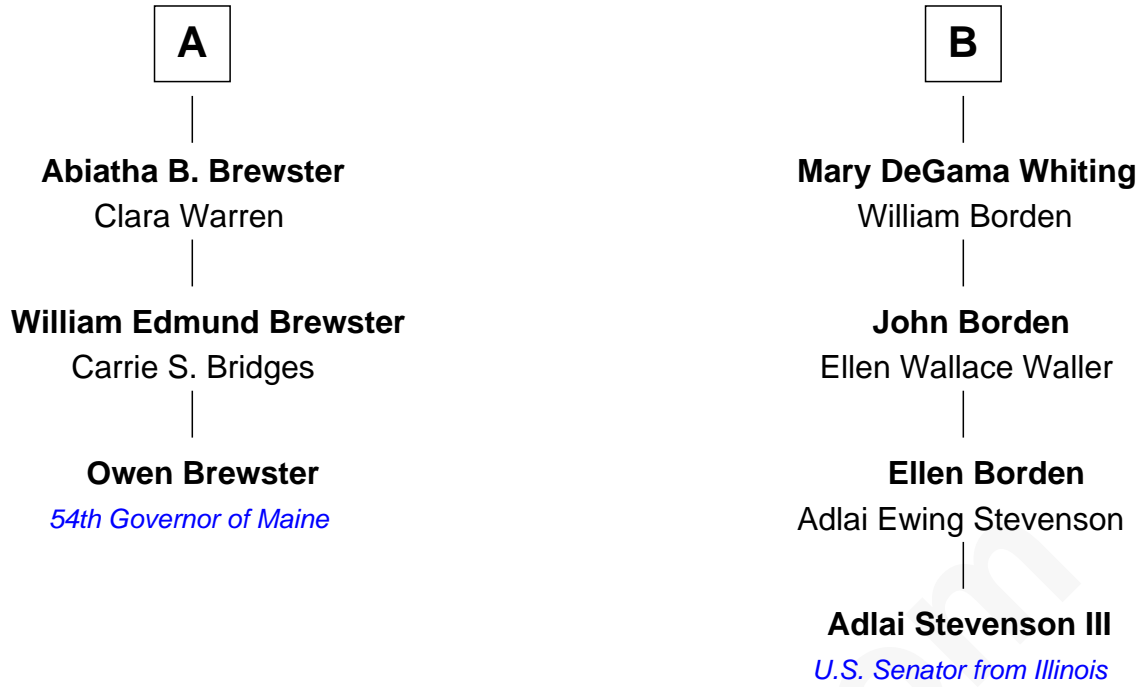 A
Abiatha B. Brewster
Clara Warren
William Edmund Brewster
Carrie S. Bridges
Owen Brewster
54th Governor of Maine
B
Mary DeGama Whiting
William Borden
John Borden
Ellen Wallace Waller
Ellen Borden
Adlai Ewing Stevenson
Adlai Stevenson III
U.S. Senator from Illinois